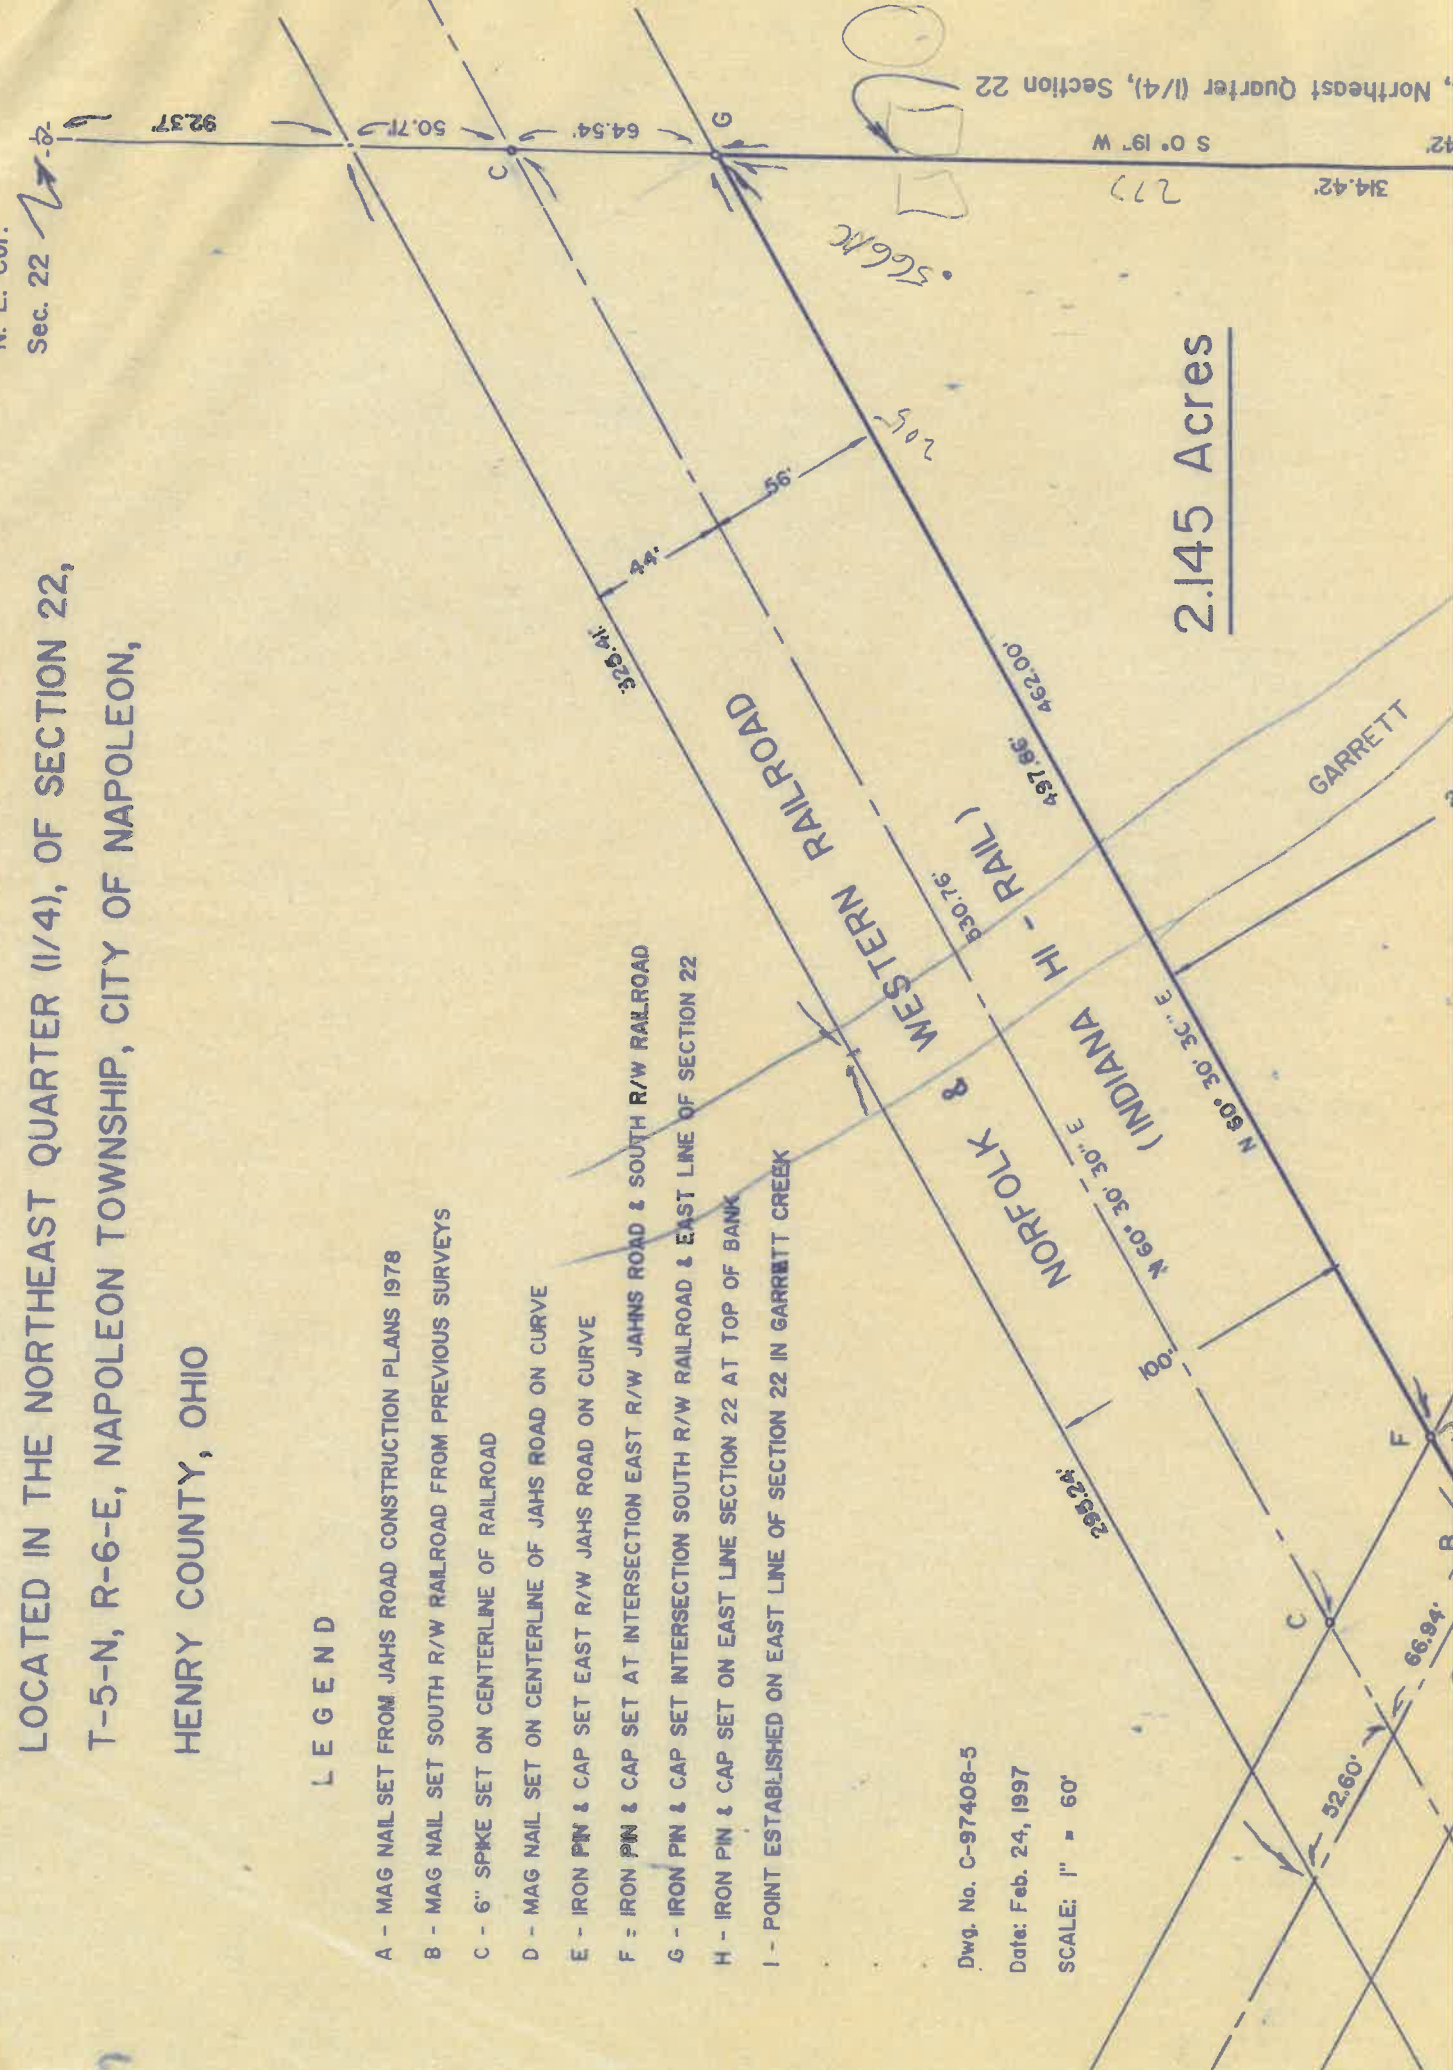 LOCATED IN THE NORTHEAST QUARTER (1/4), OF SECTION 22,
T-5-N, R-6-E, NAPOLEON TOWNSHIP, CITY OF NAPOLEON,
HENRY COUNTY, OHIO
LEGEND
A - MAG NAIL SET FROM JAHS ROAD CONSTRUCTION PLANS 1978
B - MAG NAIL SET SOUTH R/W RAILROAD FROM PREVIOUS SURVEYS
C - 6" SPIKE SET ON CENTERLINE OF RAILROAD
D - MAG NAIL SET ON CENTERLINE OF JAHS ROAD ON CURVE
E - IRON PIN & CAP SET EAST R/W JAHS ROAD ON CURVE
F = IRON PIN & CAP SET AT INTERSECTION EAST R/W JAHNS ROAD & SOUTH R/W RAILROAD
G - IRON PIN & CAP SET INTERSECTION SOUTH R/W RAILROAD & EAST LINE OF SECTION 22
H - IRON PIN & CAP SET ON EAST LINE SECTION 22 AT TOP OF BANK
I - POINT ESTABLISHED ON EAST LINE OF SECTION 22 IN GARRETT CREEK
Dwg. No. C-97408-5
Date: Feb. 24, 1997
SCALE: 1" = 60'
N. E. Cor.
Sec. 22
92.37'
50.71'
C
64.54'
G
, Northeast Quarter (1/4), Section 22
S 0° 19" W
277
314.42'
42'
.566 AC
205
2.145 Acres
44'
56'
325.41'
NORFOLK & WESTERN RAILROAD
(INDIANA HI - RAIL)
530.76'
N 60° 30' 30" E
462.00'
497.86'
N 60° 30' 30" E
GARRETT
100'
295.24'
F
C
B
66.94'
52.60'